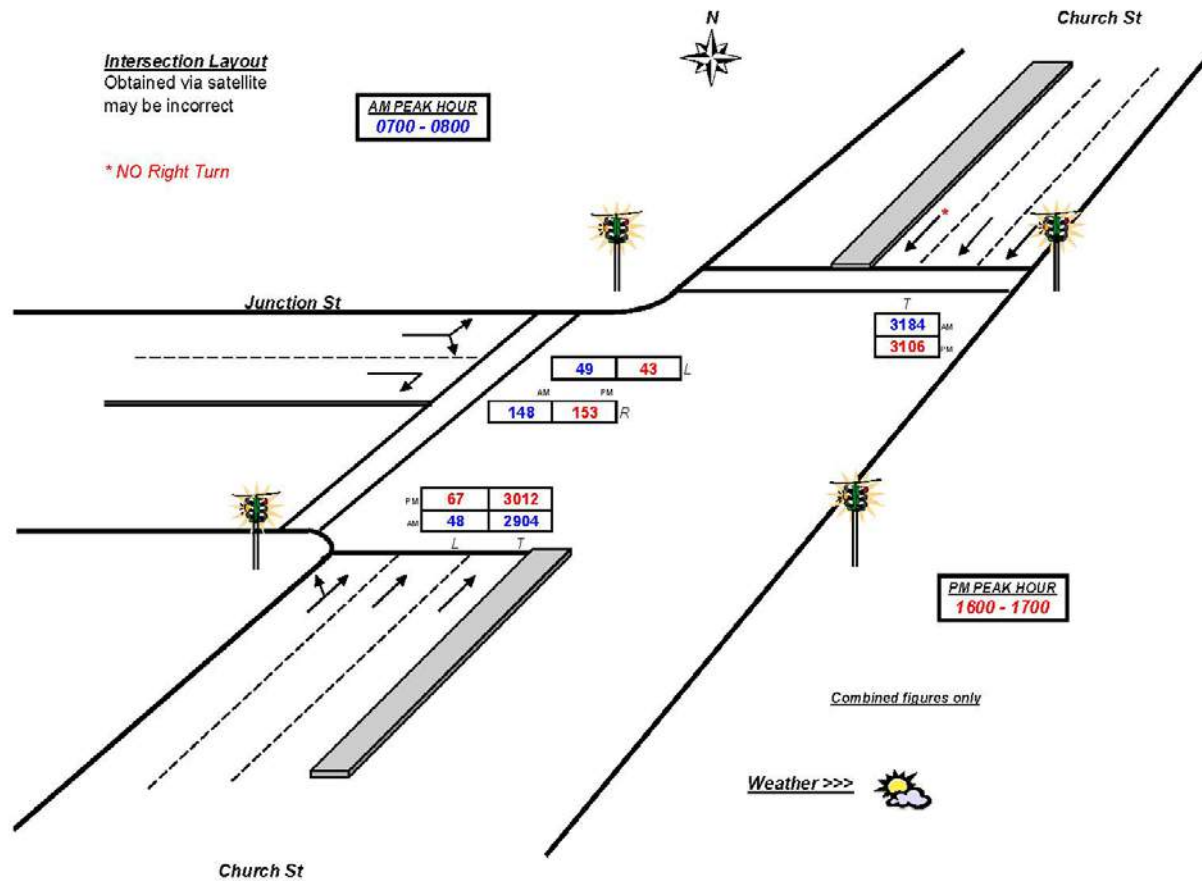 N
Church St
Intersection Layout
Obtained via satellite
may be incorrect
AM PEAK HOUR
0700 - 0800
* NO Right Turn
*
Junction St
T
3184 AM
3106 PM
49 43 L
AM PM
148 153 R
PM 67 3012
AM 48 2904
L T
PM PEAK HOUR
1600 - 1700
Combined figures only
Weather >>>
Church St